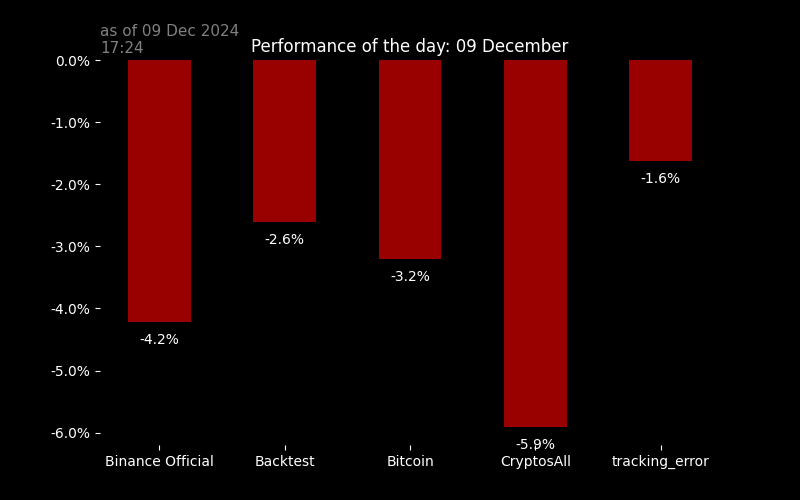 as of 09 Dec 2024
17:24
Performance of the day: 09 December
0.0%
-1.0%
-2.0%
-3.0%
-4.0%
-5.0%
-6.0%
-4.2%
-2.6%
-3.2%
-5.9%
-1.6%
Binance Official
Backtest
Bitcoin
CryptosAll
tracking_error